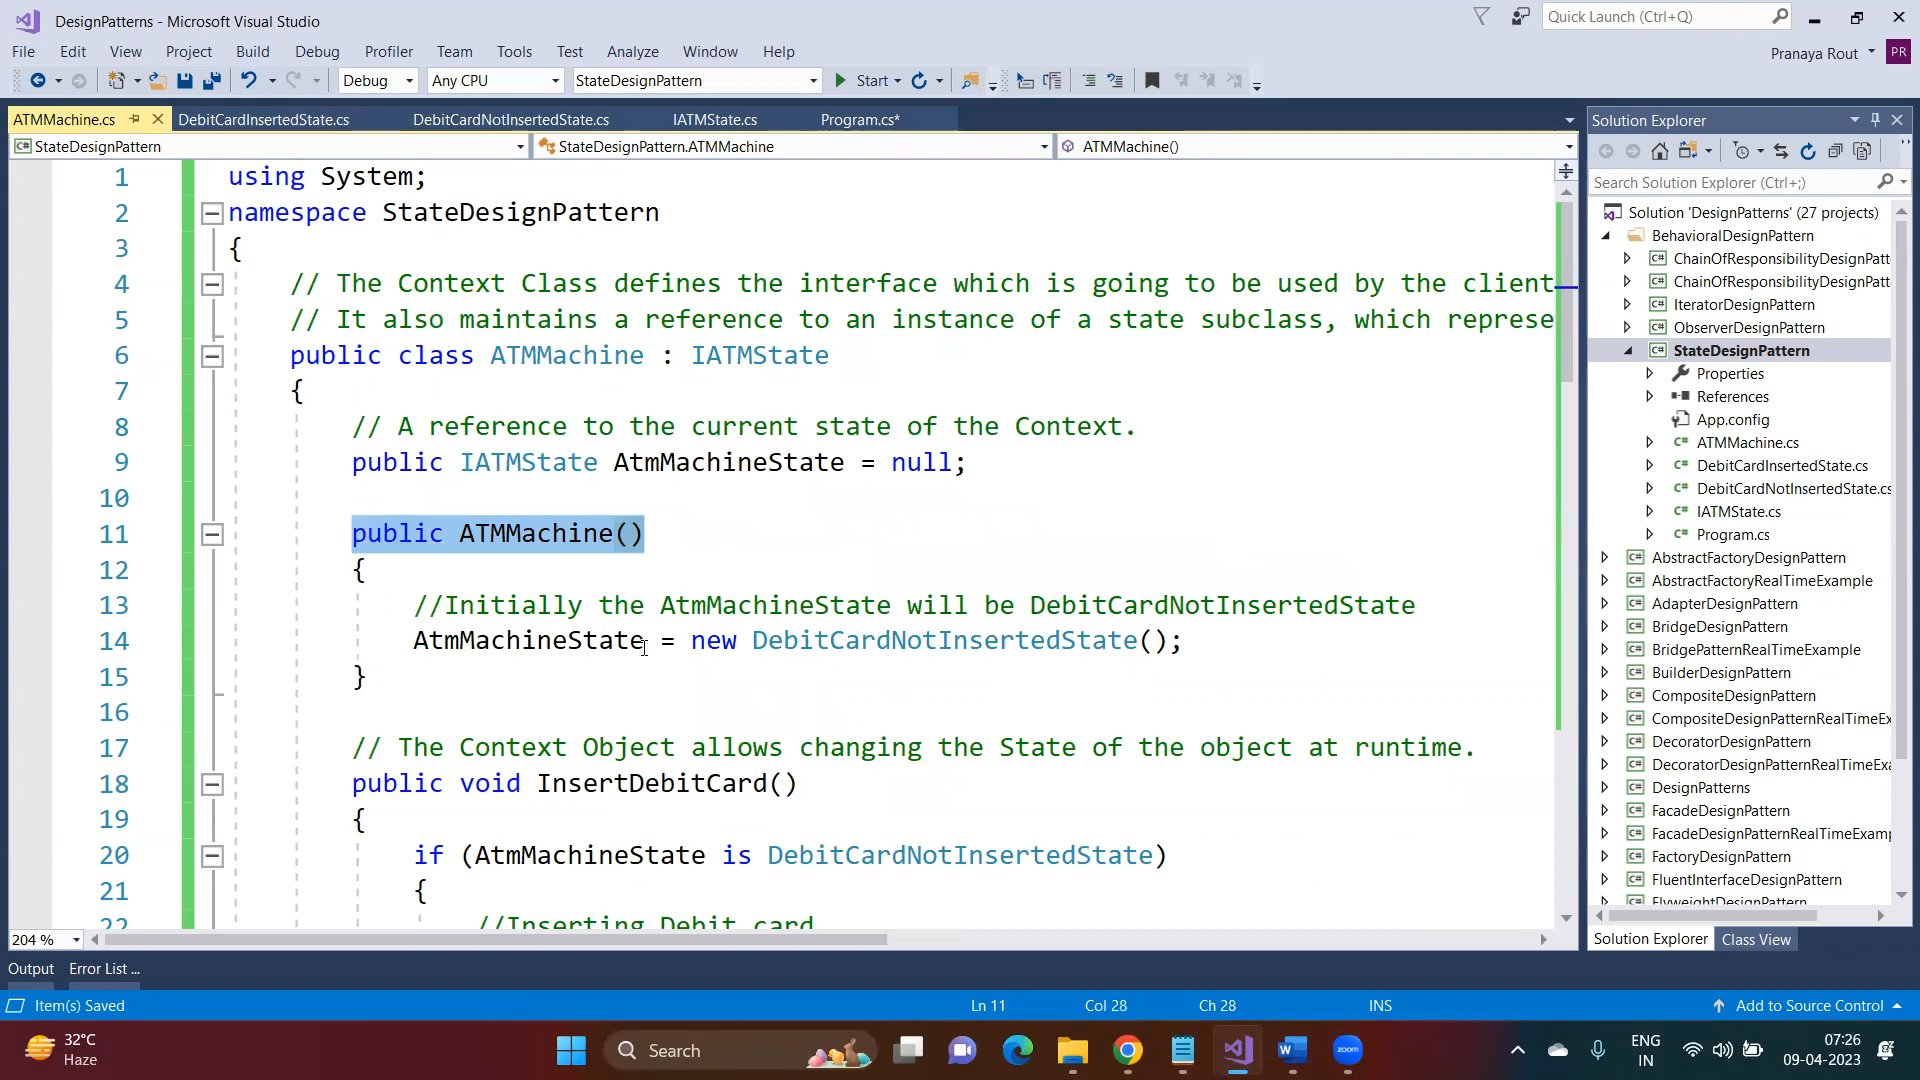 DesignPatterns - Microsoft Visual Studio
Quick Launch (Ctrl+Q)
File Edit View Project Build Debug Profiler Team Tools Test Analyze Window Help
Pranaya Rout PR
Debug Any CPU StateDesignPattern Start
ATMMachine.cs DebitCardInsertedState.cs DebitCardNotInsertedState.cs IATMState.cs Program.cs*
StateDesignPattern StateDesignPattern.ATMMachine ATMMachine()
1 using System;
2 namespace StateDesignPattern
3 {
4 // The Context Class defines the interface which is going to be used by the client
5 // It also maintains a reference to an instance of a state subclass, which represe
6 public class ATMMachine : IATMState
7 {
8 // A reference to the current state of the Context.
9 public IATMState AtmMachineState = null;
10
11 public ATMMachine()
12 {
13 //Initially the AtmMachineState will be DebitCardNotInsertedState
14 AtmMachineState = new DebitCardNotInsertedState();
15 }
16
17 // The Context Object allows changing the State of the object at runtime.
18 public void InsertDebitCard()
19 {
20 if (AtmMachineState is DebitCardNotInsertedState)
21 {
22 //Inserting Debit card
204 %
Solution Explorer
Search Solution Explorer (Ctrl+;)
Solution 'DesignPatterns' (27 projects)
BehavioralDesignPattern
C# ChainOfResponsibilityDesignPatt
C# ChainOfResponsibilityDesignPatt
C# IteratorDesignPattern
C# ObserverDesignPattern
C# StateDesignPattern
Properties
References
App.config
C# ATMMachine.cs
C# DebitCardInsertedState.cs
C# DebitCardNotInsertedState.cs
C# IATMState.cs
C# Program.cs
C# AbstractFactoryDesignPattern
C# AbstractFactoryRealTimeExample
C# AdapterDesignPattern
C# BridgeDesignPattern
C# BridgePatternRealTimeExample
C# BuilderDesignPattern
C# CompositeDesignPattern
C# CompositeDesignPatternRealTimeEx
C# DecoratorDesignPattern
C# DecoratorDesignPatternRealTimeExa
C# DesignPatterns
C# FacadeDesignPattern
C# FacadeDesignPatternRealTimeExamp
C# FactoryDesignPattern
C# FluentInterfaceDesignPattern
C# FlyweightDesignPattern
Solution Explorer Class View
Output Error List ...
Item(s) Saved Ln 11 Col 28 Ch 28 INS Add to Source Control
32°C
Haze
Search
zoom
ENG
IN
07:26
09-04-2023